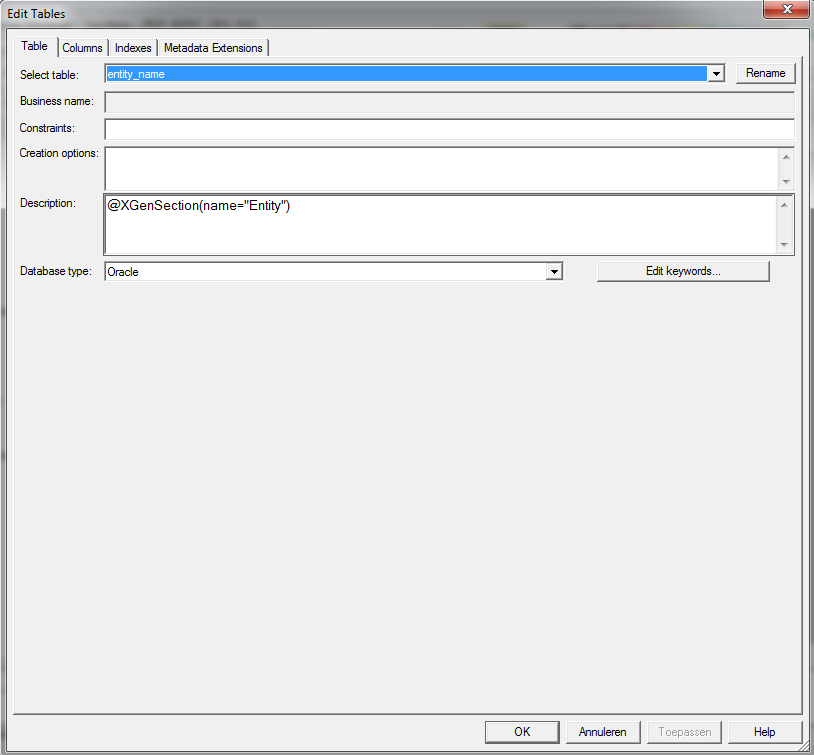 Edit Tables
Table Columns Indexes Metadata Extensions
Select table: entity_name Rename
Business name:
Constraints:
Creation options:
Description: @XGenSection(name="Entity")
Database type: Oracle Edit keywords...
OK Annuleren Toepassen Help